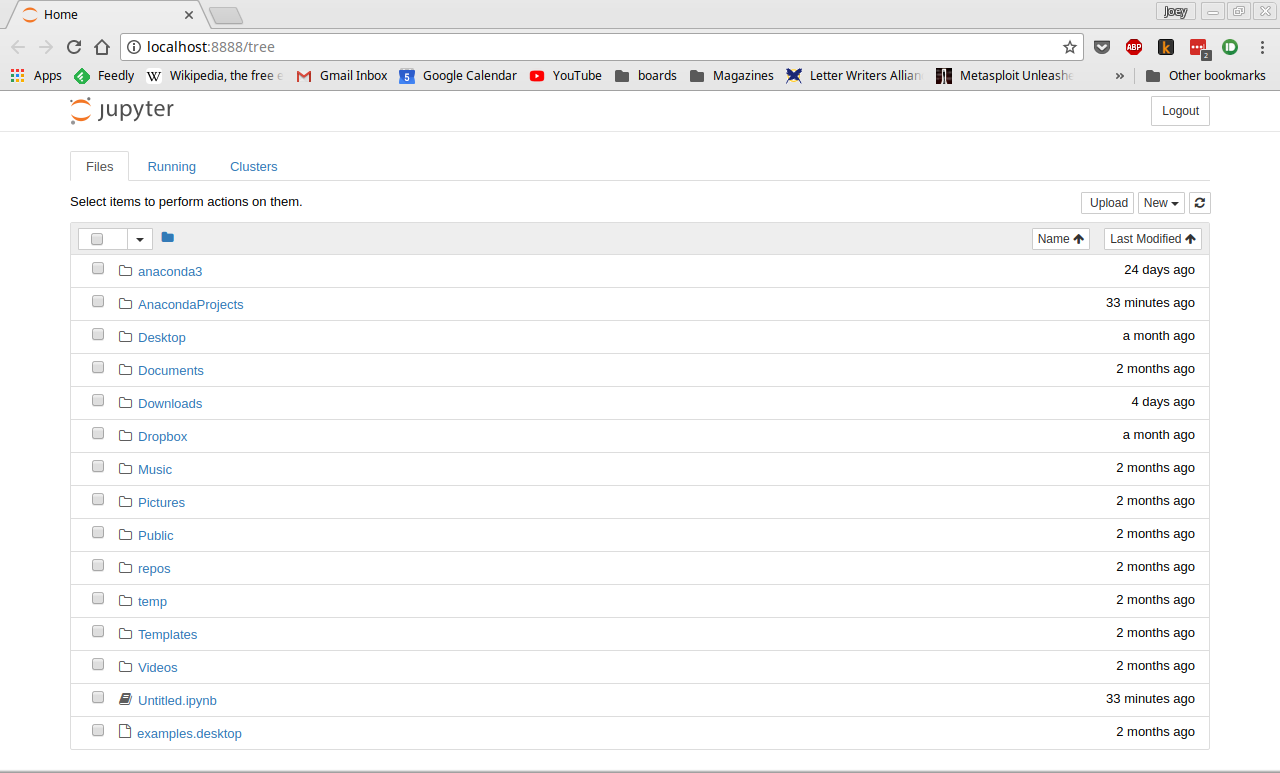 Home
Joey
localhost:8888/tree
ABP
k
2
Apps
Feedly
W Wikipedia, the free e
Gmail Inbox
5 Google Calendar
YouTube
boards
Magazines
Letter Writers Allian
Metasploit Unleashe
»
Other bookmarks
jupyter
Logout
Files Running Clusters
Select items to perform actions on them.
Upload New
Name Last Modified
anaconda3 24 days ago
AnacondaProjects 33 minutes ago
Desktop a month ago
Documents 2 months ago
Downloads 4 days ago
Dropbox a month ago
Music 2 months ago
Pictures 2 months ago
Public 2 months ago
repos 2 months ago
temp 2 months ago
Templates 2 months ago
Videos 2 months ago
Untitled.ipynb 33 minutes ago
examples.desktop 2 months ago